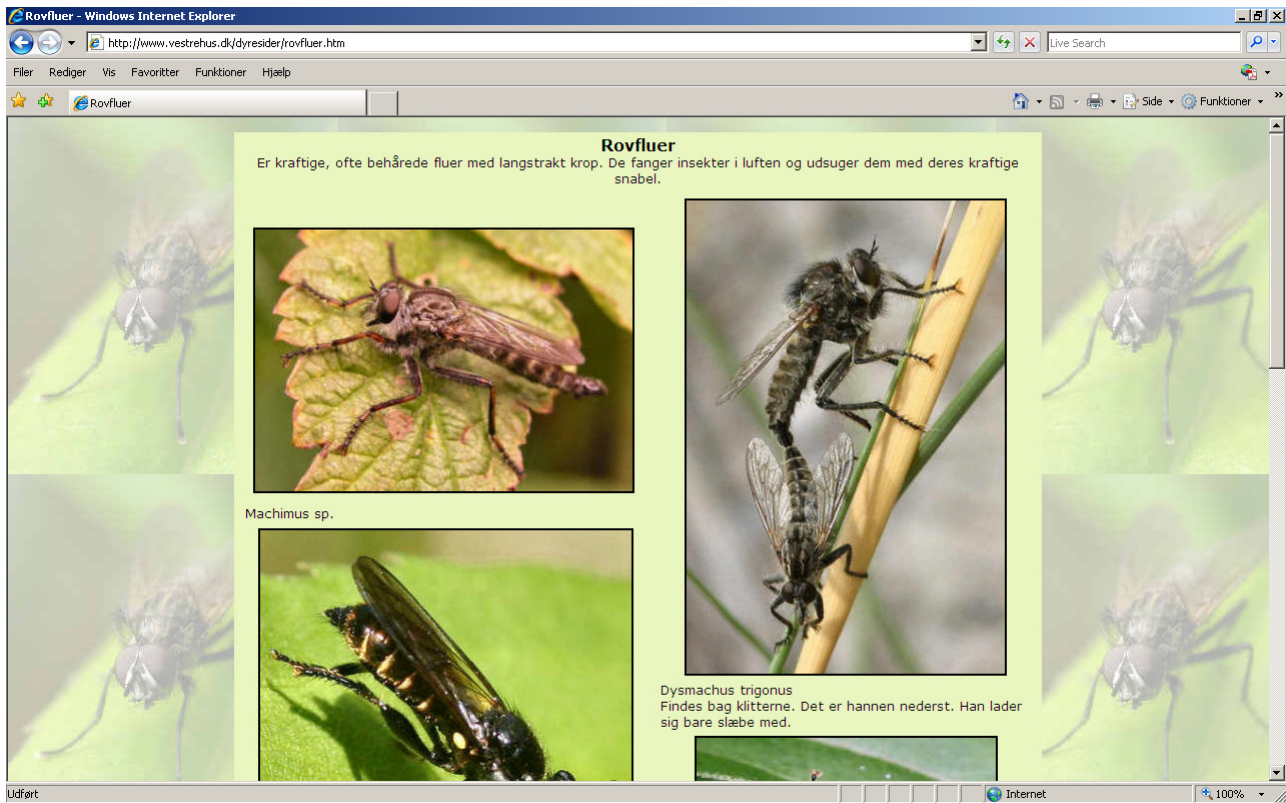 Rovfluer - Windows Internet Explorer
http://www.vestrehus.dk/dyresider/rovfluer.htm
Live Search
Filer Rediger Vis Favoritter Funktioner Hjælp
Rovfluer
Side Funktioner »
Rovfluer
Er kraftige, ofte behårede fluer med langstrakt krop. De fanger insekter i luften og udsuger dem med deres kraftige
snabel.
Machimus sp.
Dysmachus trigonus
Findes bag klitterne. Det er hannen nederst. Han lader
sig bare slæbe med.
Udført
Internet
100%